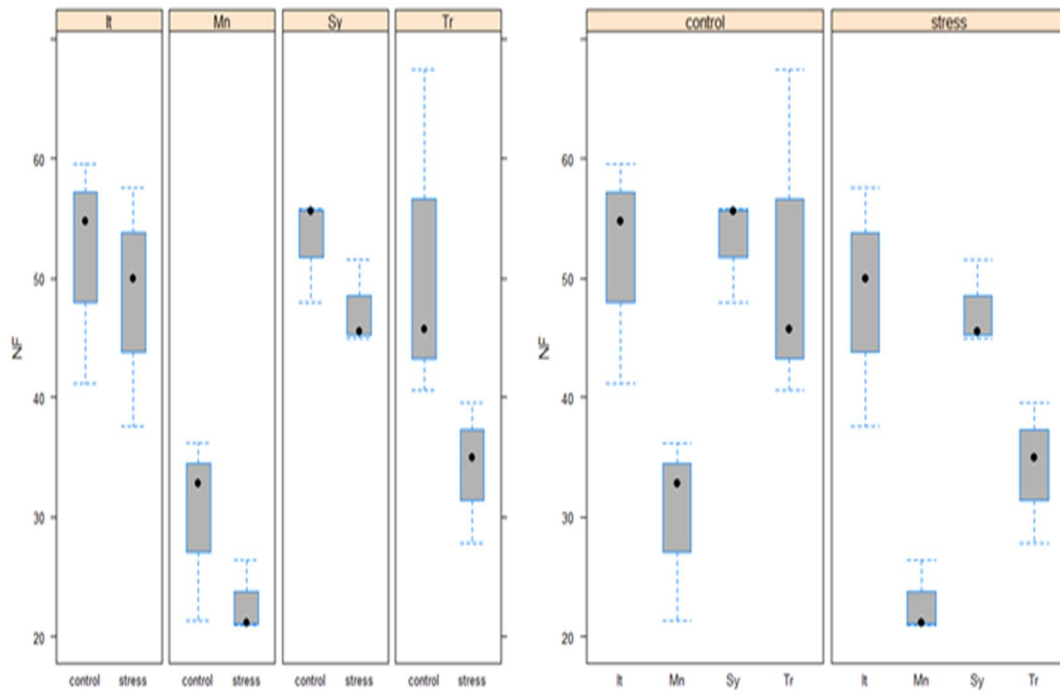 It Mn Sy Tr
control stress
60
50
40
30
20
NF
NF
control stress control stress control stress control stress
It Mn Sy Tr It Mn Sy Tr